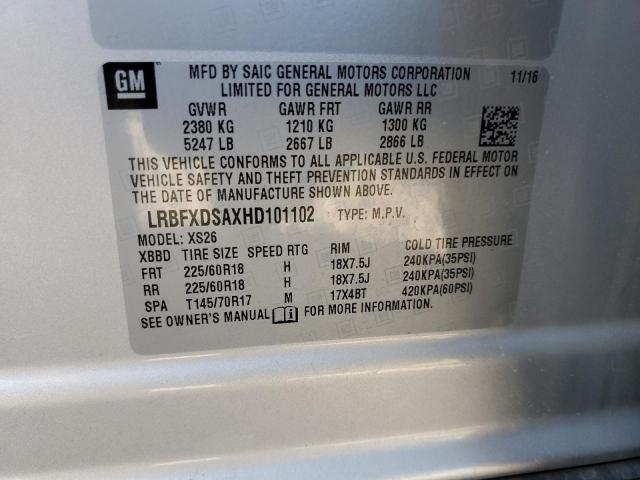 GM MFD BY SAIC GENERAL MOTORS CORPORATION 11/16
LIMITED FOR GENERAL MOTORS LLC
GVWR GAWR FRT GAWR RR
2380 KG 1210 KG 1300 KG
5247 LB 2667 LB 2866 LB
THIS VEHICLE CONFORMS TO ALL APPLICABLE U.S. FEDERAL MOTOR
VEHICLE SAFETY AND THEFT PREVENTION STANDARDS IN EFFECT ON
THE DATE OF MANUFACTURE SHOWN ABOVE.
LRBFXDSAXHD101102 TYPE: M.P.V.
MODEL: XS26
XBBD TIRE SIZE SPEED RTG RIM COLD TIRE PRESSURE
FRT 225/60R18 H 18X7.5J 240KPA(35PSI)
RR 225/60R18 H 18X7.5J 240KPA(35PSI)
SPA T145/70R17 M 17X4BT 420KPA(60PSI)
SEE OWNER'S MANUAL FOR MORE INFORMATION.